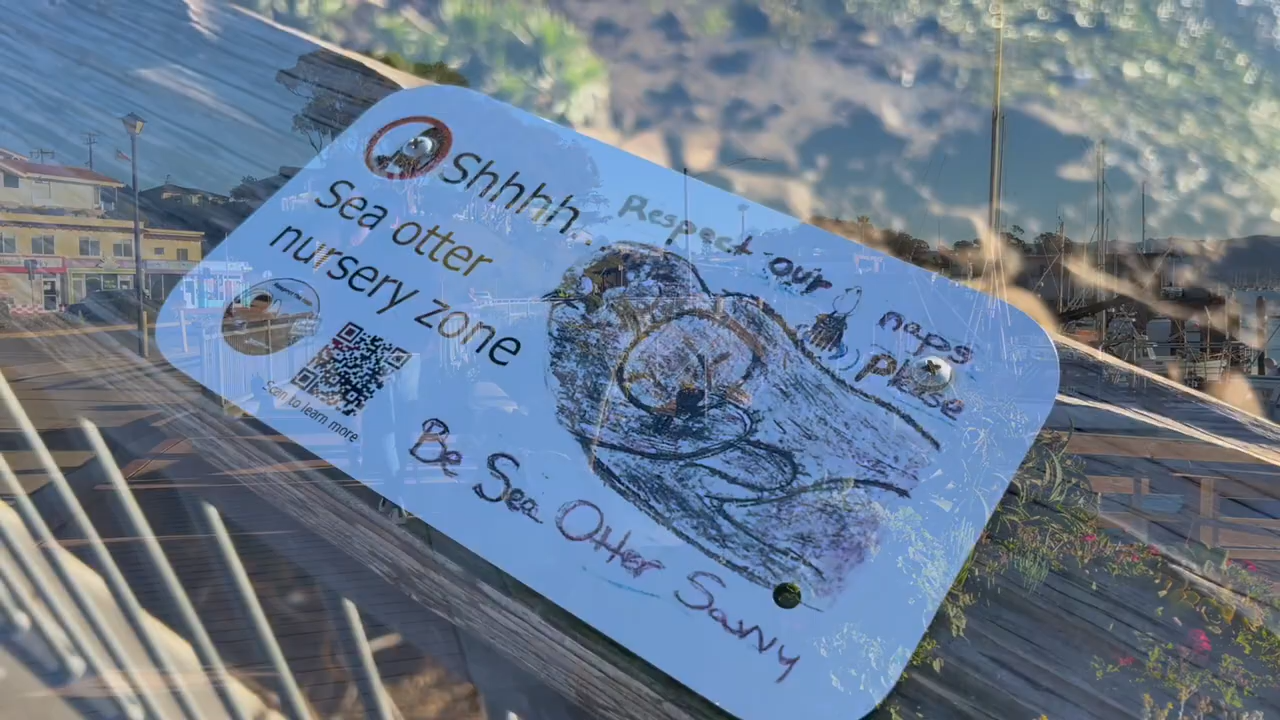 Shhhh..
Sea otter
nursery zone
Scan to learn more
Respect our
naps
Please
Be Sea Otter Savvy